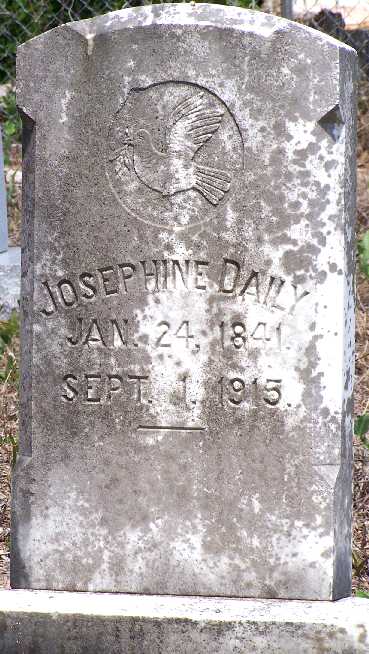 JOSEPHINE DAILY
JAN. 24, 1841.
SEPT. 1, 1915.